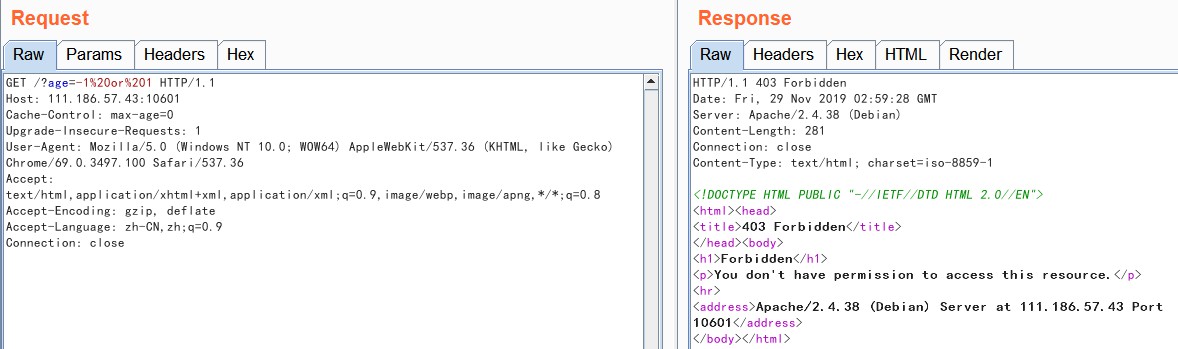 Request
Raw Params Headers Hex
GET /?age=-1%20or%201 HTTP/1.1
Host: 111.186.57.43:10601
Cache-Control: max-age=0
Upgrade-Insecure-Requests: 1
User-Agent: Mozilla/5.0 (Windows NT 10.0; WOW64) AppleWebKit/537.36 (KHTML, like Gecko)
Chrome/69.0.3497.100 Safari/537.36
Accept:
text/html,application/xhtml+xml,application/xml;q=0.9,image/webp,image/apng,*/*;q=0.8
Accept-Encoding: gzip, deflate
Accept-Language: zh-CN,zh;q=0.9
Connection: close
Response
Raw Headers Hex HTML Render
HTTP/1.1 403 Forbidden
Date: Fri, 29 Nov 2019 02:59:28 GMT
Server: Apache/2.4.38 (Debian)
Content-Length: 281
Connection: close
Content-Type: text/html; charset=iso-8859-1
<!DOCTYPE HTML PUBLIC "-//IETF//DTD HTML 2.0//EN">
<html><head>
<title>403 Forbidden</title>
</head><body>
<h1>Forbidden</h1>
<p>You don't have permission to access this resource.</p>
<hr>
<address>Apache/2.4.38 (Debian) Server at 111.186.57.43 Port
10601</address>
</body></html>